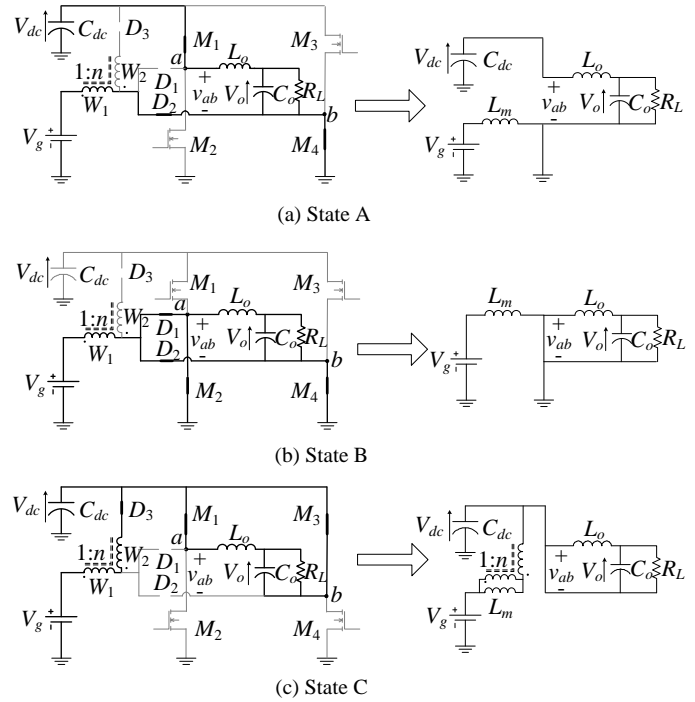 V_dc C_dc D_3 M_1 L_o M_3
a
1:n W_2 D_1 + v_ab - V_o C_o R_L
W_1 D_2 b
V_g + - M_2 M_4
V_dc C_dc L_o
L_m + v_ab - V_o C_o R_L
V_g + -
(a) State A
V_dc C_dc D_3 M_1 L_o M_3
a
1:n W_2 D_1 + v_ab - V_o C_o R_L
W_1 D_2 b
V_g + - M_2 M_4
L_m L_o
V_g + - + v_ab - V_o C_o R_L
(b) State B
V_dc C_dc D_3 M_1 L_o M_3
a
1:n W_2 D_1 + v_ab - V_o C_o R_L
W_1 D_2 b
V_g + - M_2 M_4
V_dc C_dc L_o
1:n + v_ab - V_o C_o R_L
V_g + - L_m
(c) State C